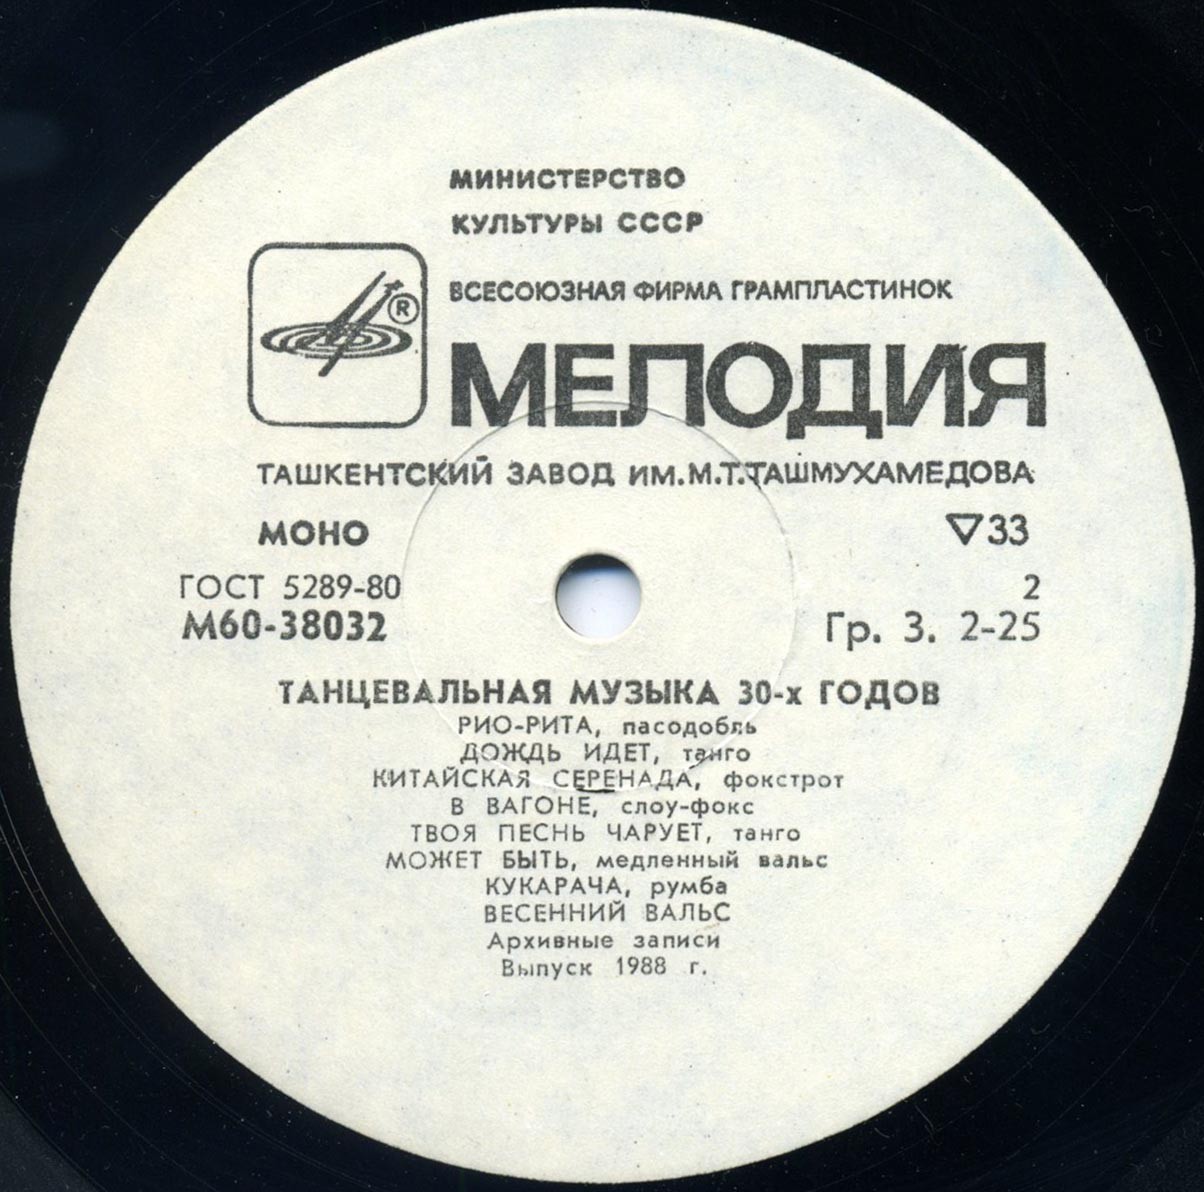 МИНИСТЕРСТВО
КУЛЬТУРЫ СССР
ВСЕСОЮЗНАЯ ФИРМА ГРАМПЛАСТИНОК
®
МЕЛОДИЯ
ТАШКЕНТСКИЙ ЗАВОД ИМ.М.Т.ТАШМУХАМЕДОВА
МОНО ▽33
ГОСТ 5289-80 2
М60-38032 Гр. 3. 2-25
ТАНЦЕВАЛЬНАЯ МУЗЫКА 30-х ГОДОВ
РИО-РИТА, пасодобль
ДОЖДЬ ИДЕТ, танго
КИТАЙСКАЯ СЕРЕНАДА, фокстрот
В ВАГОНЕ, слоу-фокс
ТВОЯ ПЕСНЬ ЧАРУЕТ, танго
МОЖЕТ БЫТЬ, медленный вальс
КУКАРАЧА, румба
ВЕСЕННИЙ ВАЛЬС
Архивные записи
Выпуск 1988 г.